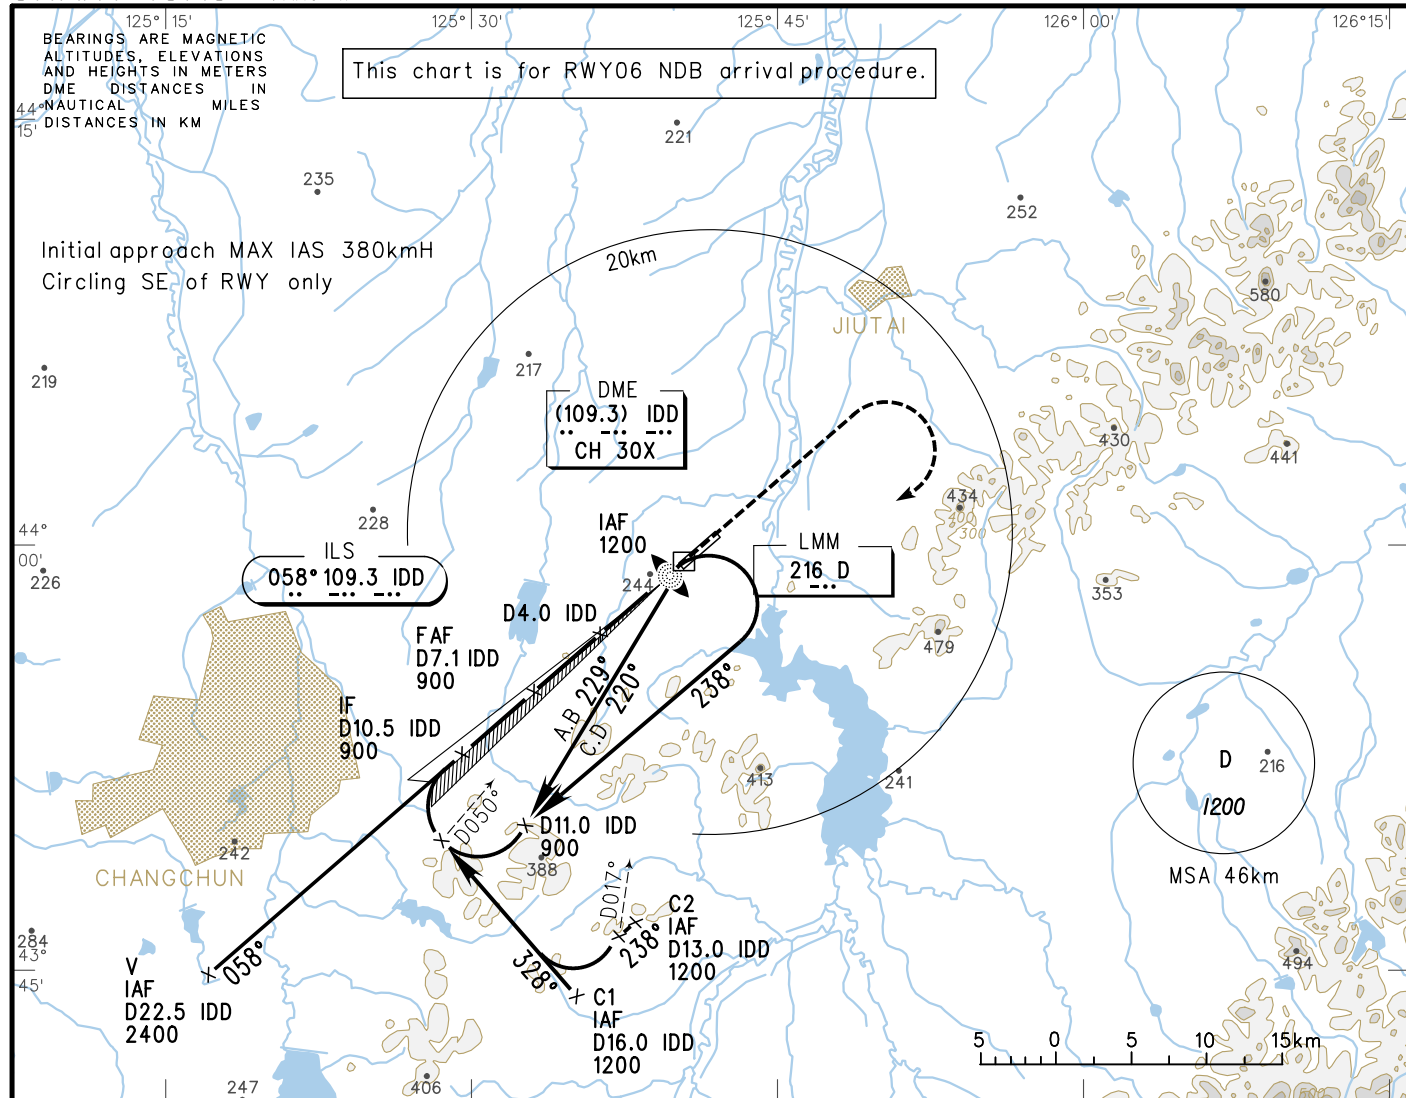 125°15'
125°30'
125°45'
126°00'
126°15'
BEARINGS ARE MAGNETIC
ALTITUDES, ELEVATIONS
AND HEIGHTS IN METERS
DME DISTANCES IN
NAUTICAL MILES
DISTANCES IN KM
This chart is for RWY06 NDB arrival procedure.
44°
15'
221
235
252
Initial approach MAX IAS 380kmH
Circling SE of RWY only
20km
580
JIUTAI
217
219
DME
(109.3) IDD
·· −·· −··
CH 30X
430
441
434
400
300
228
IAF
1200
44°
00'
226
ILS
058° 109.3 IDD
·· −·· −··
LMM
216 D
−··
244
353
D4.0 IDD
FAF
D7.1 IDD
900
479
A.B 229°
C.D 220°
238°
IF
D10.5 IDD
900
D
1200
216
MSA 46km
413
241
D050°
D11.0 IDD
900
388
242
CHANGCHUN
D017°
C2
IAF
D13.0 IDD
1200
238°
284
43°
45'
494
058°
328°
V
IAF
D22.5 IDD
2400
C1
IAF
D16.0 IDD
1200
5 0 5 10 15km
247
406